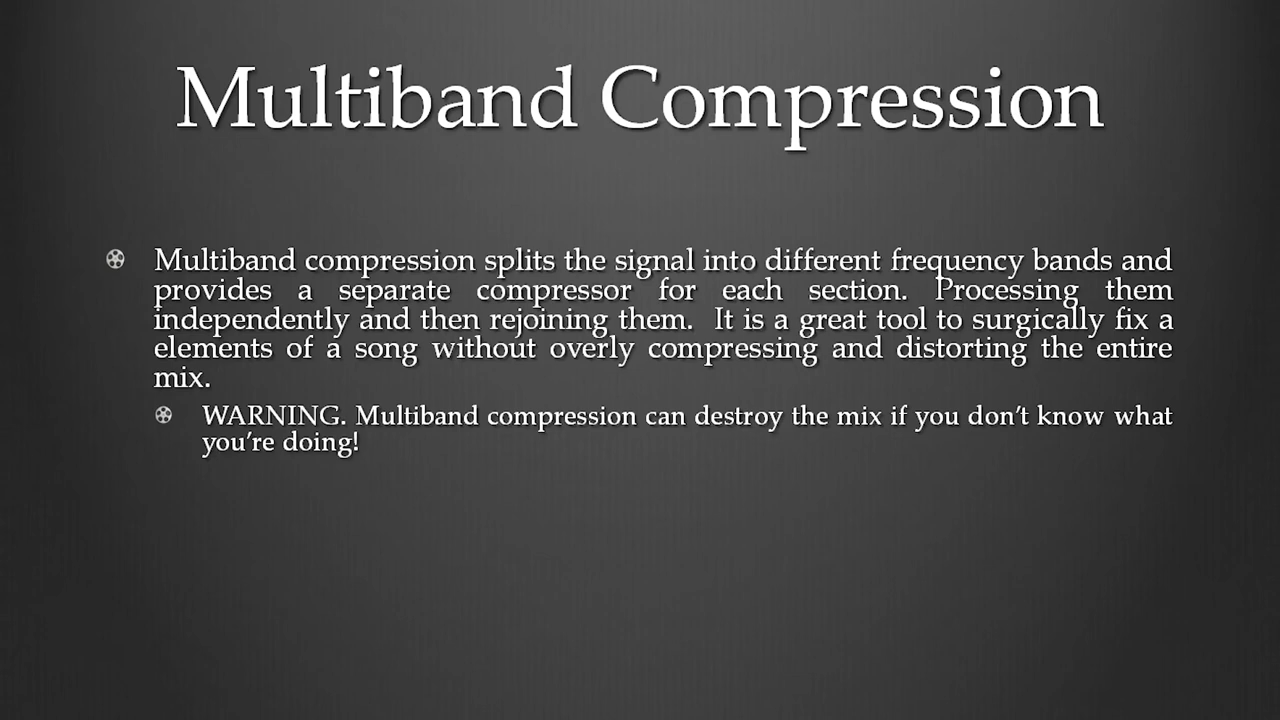 Multiband Compression
Multiband compression splits the signal into different frequency bands and
provides a separate compressor for each section. Processing them
independently and then rejoining them. It is a great tool to surgically fix a
elements of a song without overly compressing and distorting the entire
mix.
WARNING. Multiband compression can destroy the mix if you don’t know what
you’re doing!